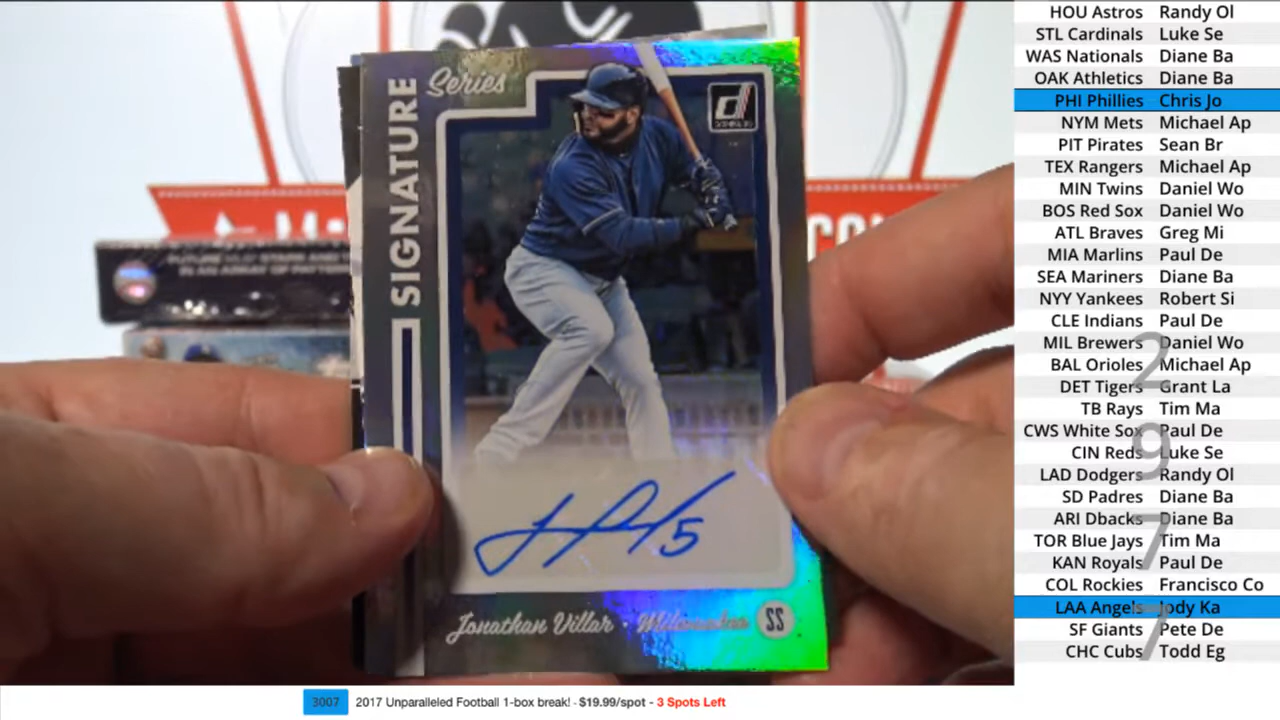 SIGNATURE
Series
Jonathan Villar · Milwaukee SS
5
HOU Astros Randy Ol
STL Cardinals Luke Se
WAS Nationals Diane Ba
OAK Athletics Diane Ba
PHI Phillies Chris Jo
NYM Mets Michael Ap
PIT Pirates Sean Br
TEX Rangers Michael Ap
MIN Twins Daniel Wo
BOS Red Sox Daniel Wo
ATL Braves Greg Mi
MIA Marlins Paul De
SEA Mariners Diane Ba
NYY Yankees Robert Si
CLE Indians Paul De
MIL Brewers Daniel Wo
BAL Orioles Michael Ap
DET Tigers Grant La
TB Rays Tim Ma
CWS White Sox Paul De
CIN Reds Luke Se
LAD Dodgers Randy Ol
SD Padres Diane Ba
ARI Dbacks Diane Ba
TOR Blue Jays Tim Ma
KAN Royals Paul De
COL Rockies Francisco Co
LAA Angels Jody Ka
SF Giants Pete De
CHC Cubs Todd Eg
2
9
7
7
3007 2017 Unparalleled Football 1-box break! - $19.99/spot - 3 Spots Left